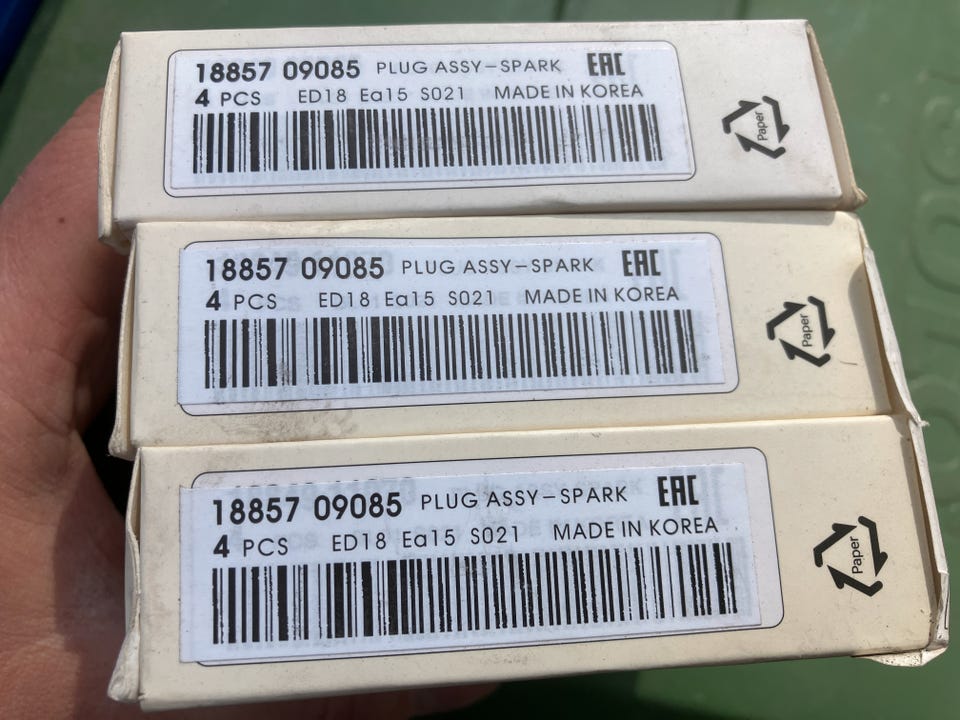 18857 09085 PLUG ASSY-SPARK EAC
4 PCS ED18 Ea15 S021 MADE IN KOREA
Paper
18857 09085 PLUG ASSY-SPARK EAC
4 PCS ED18 Ea15 S021 MADE IN KOREA
Paper
18857 09085 PLUG ASSY-SPARK EAC
4 PCS ED18 Ea15 S021 MADE IN KOREA
Paper